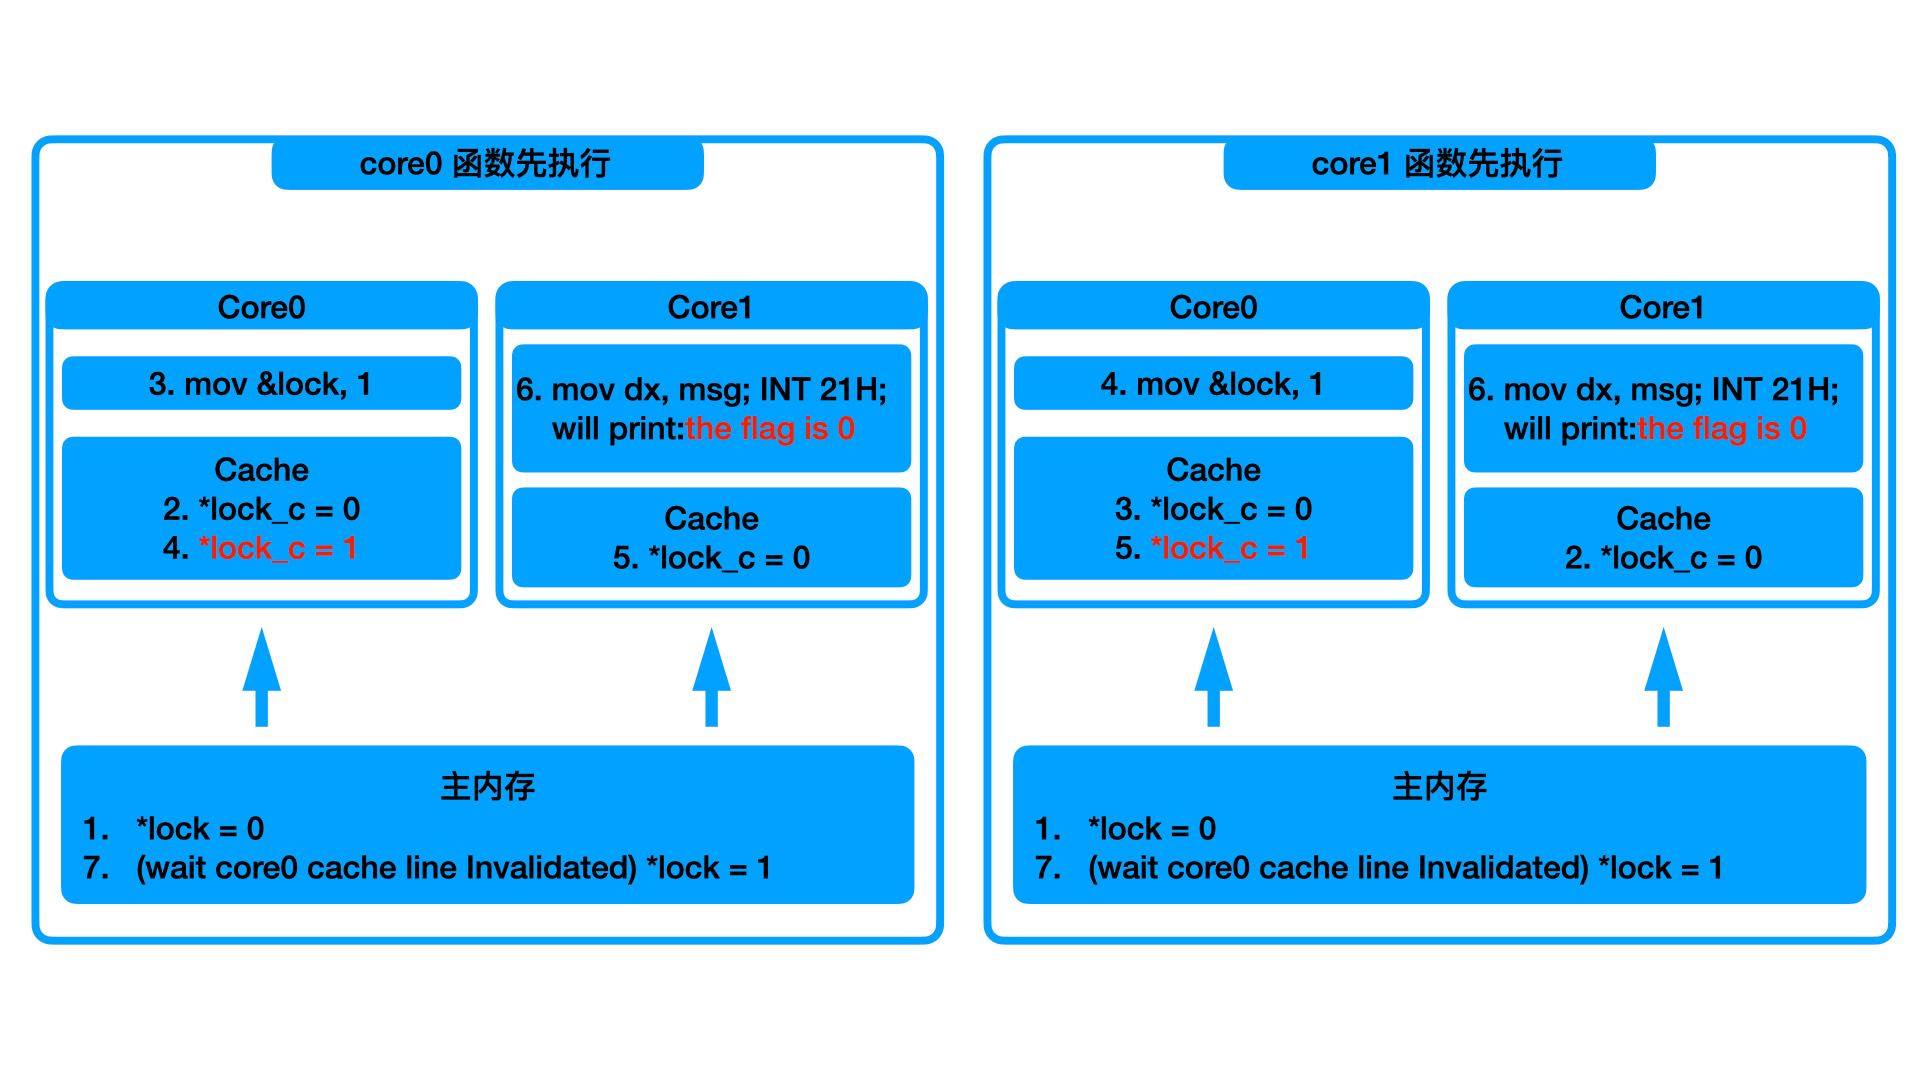 core0 函数先执行
Core0
3. mov &lock, 1
Cache
2. *lock_c = 0
4. *lock_c = 1
Core1
6. mov dx, msg; INT 21H;
will print:the flag is 0
Cache
5. *lock_c = 0
主内存
1. *lock = 0
7. (wait core0 cache line Invalidated) *lock = 1
core1 函数先执行
Core0
4. mov &lock, 1
Cache
3. *lock_c = 0
5. *lock_c = 1
Core1
6. mov dx, msg; INT 21H;
will print:the flag is 0
Cache
2. *lock_c = 0
主内存
1. *lock = 0
7. (wait core0 cache line Invalidated) *lock = 1